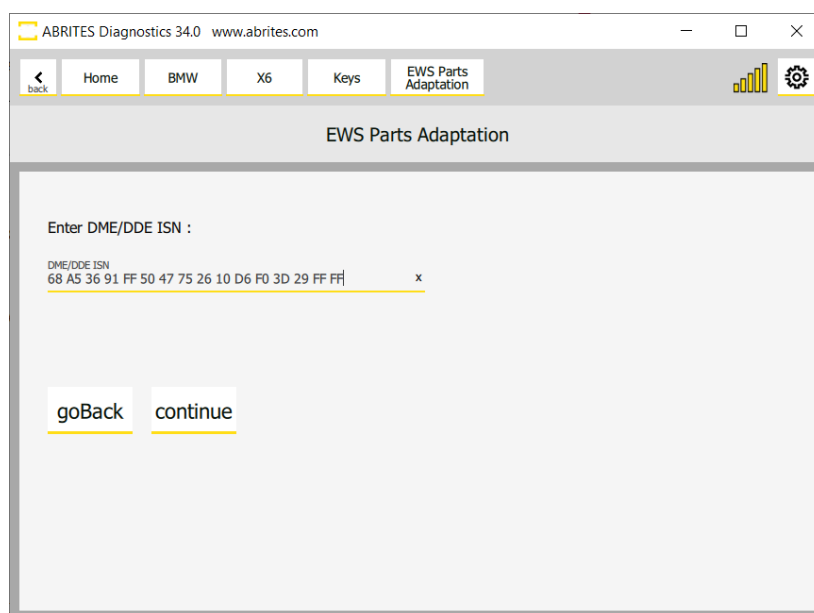 ABRITES Diagnostics 34.0 www.abrites.com
back
Home
BMW
X6
Keys
EWS Parts
Adaptation
EWS Parts Adaptation
Enter DME/DDE ISN :
DME/DDE ISN
68 A5 36 91 FF 50 47 75 26 10 D6 F0 3D 29 FF FF
x
goBack
continue